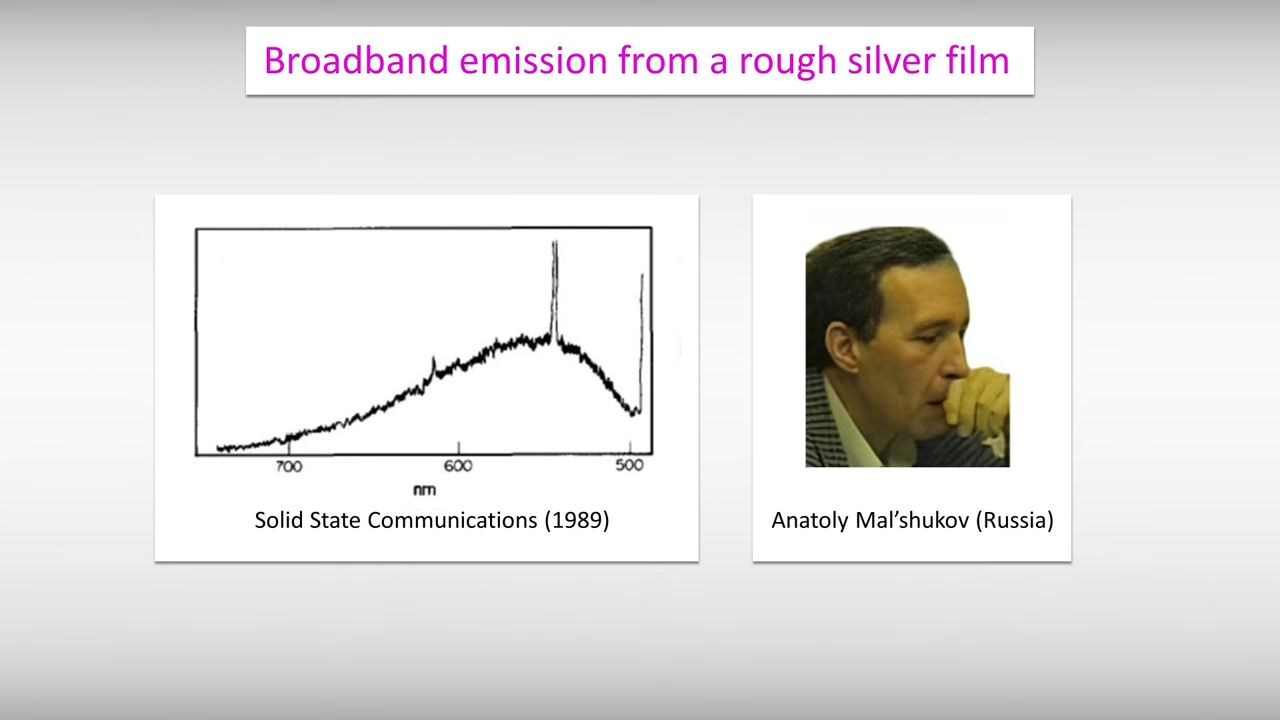 Broadband emission from a rough silver film
700 600 500
nm
Solid State Communications (1989)
Anatoly Mal’shukov (Russia)